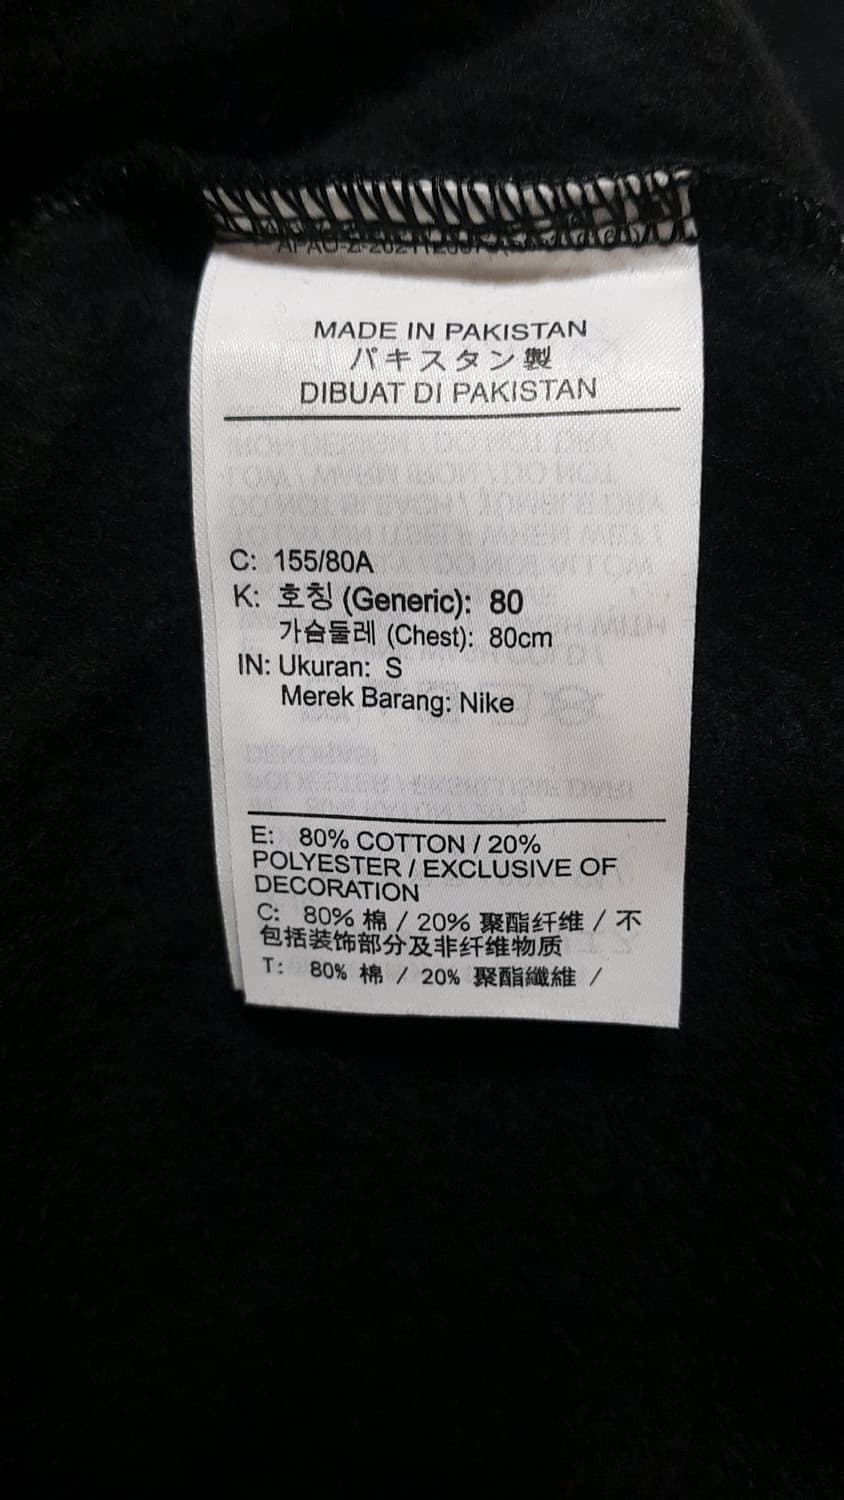 MADE IN PAKISTAN
パキスタン製
DIBUAT DI PAKISTAN
C: 155/80A
K: 호칭 (Generic): 80
가슴둘레 (Chest): 80cm
IN: Ukuran: S
Merek Barang: Nike
E: 80% COTTON / 20%
POLYESTER / EXCLUSIVE OF
DECORATION
C: 80% 棉 / 20% 聚酯纤维 / 不
包括装饰部分及非纤维物质
T: 80% 棉 / 20% 聚酯纖維 /